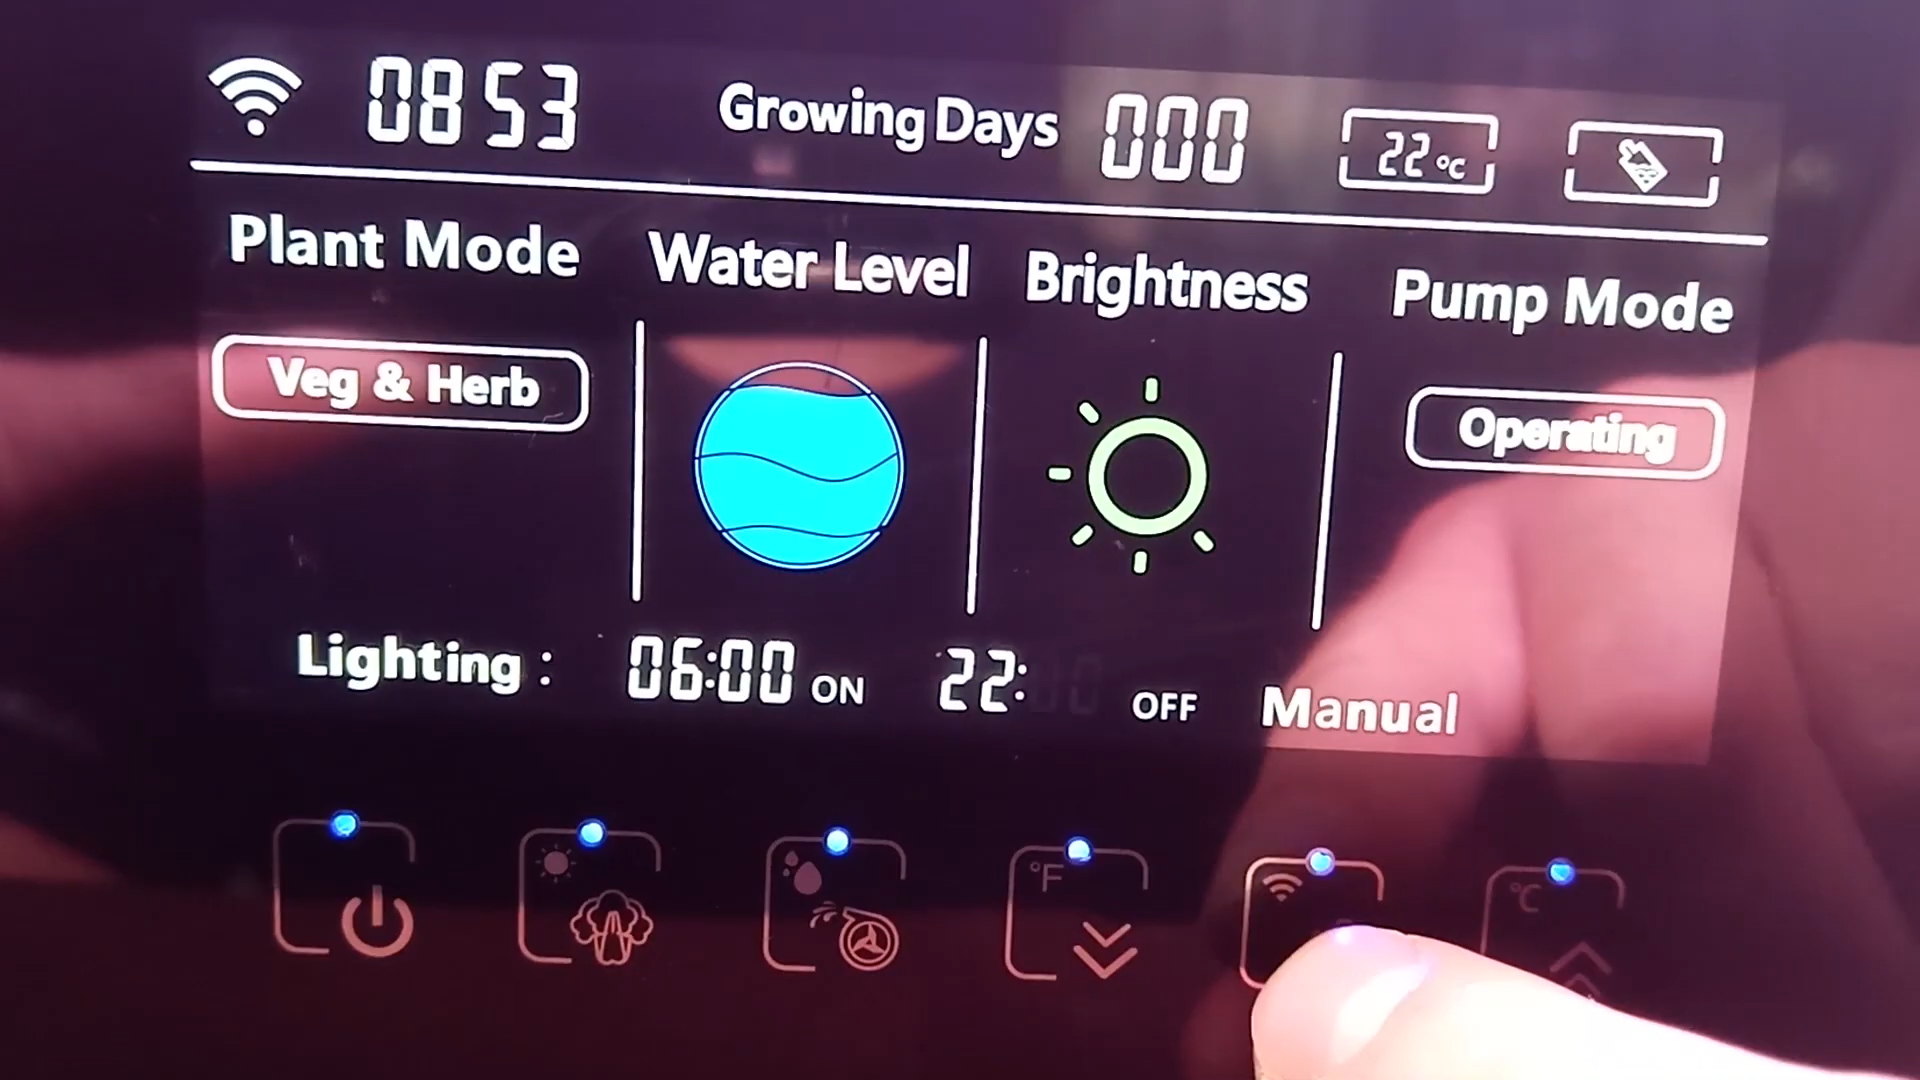 0853 Growing Days 000 22°C
Plant Mode Water Level Brightness Pump Mode
Veg & Herb Operating
Lighting : 06:00 ON 22:00 OFF Manual
°F °C